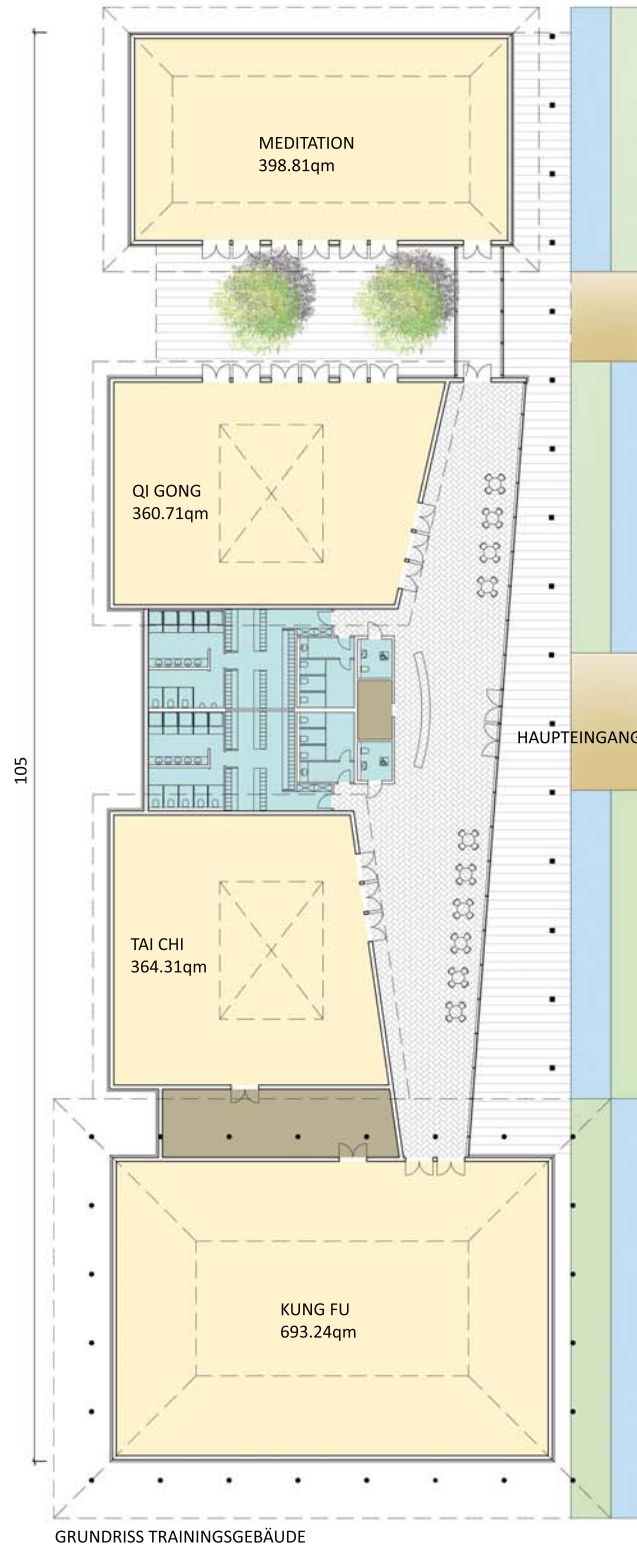 MEDITATION
398.81qm
QI GONG
360.71qm
HAUPTEINGANG
105
TAI CHI
364.31qm
KUNG FU
693.24qm
GRUNDRISS TRAININGSGEBÄUDE